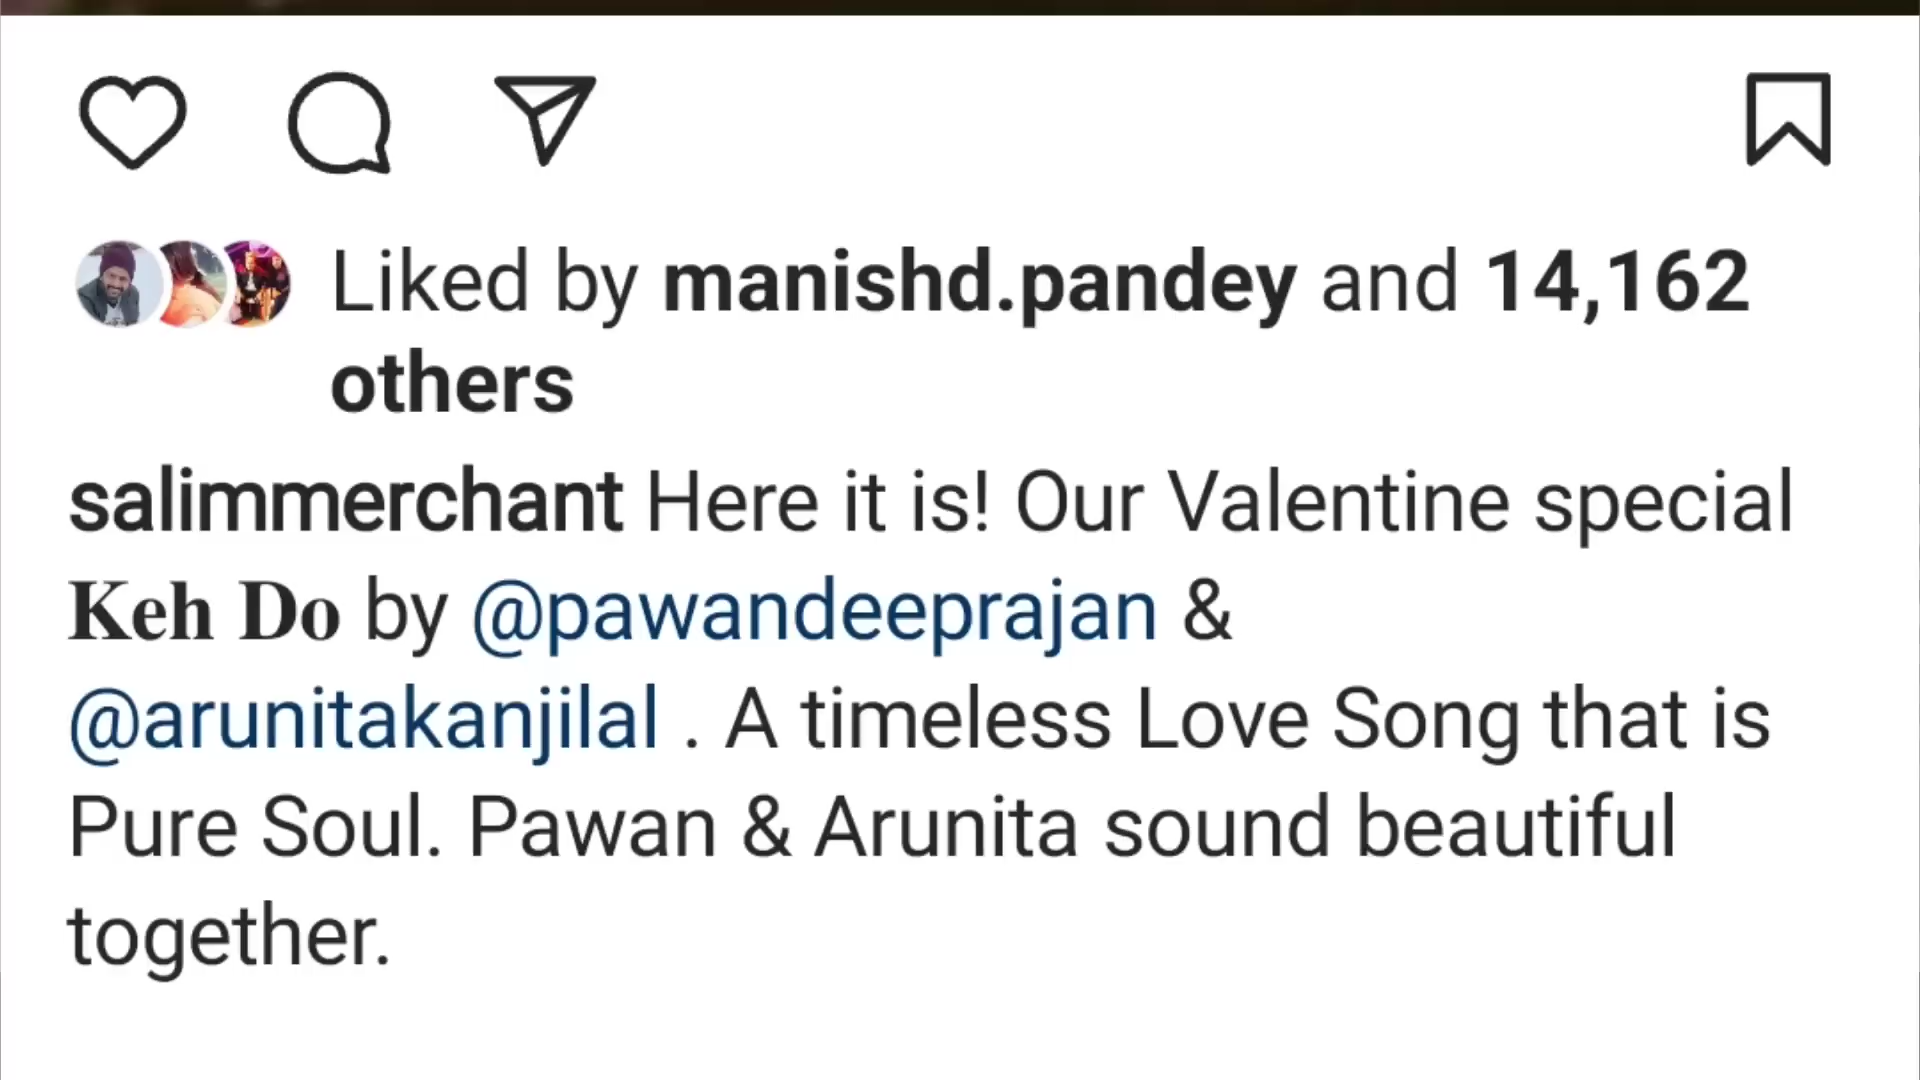 Liked by manishd.pandey and 14,162
others
salimmerchant Here it is! Our Valentine special
𝐊𝐞𝐡 𝐃𝐨 by @pawandeeprajan &
@arunitakanjilal . A timeless Love Song that is
Pure Soul. Pawan & Arunita sound beautiful
together.